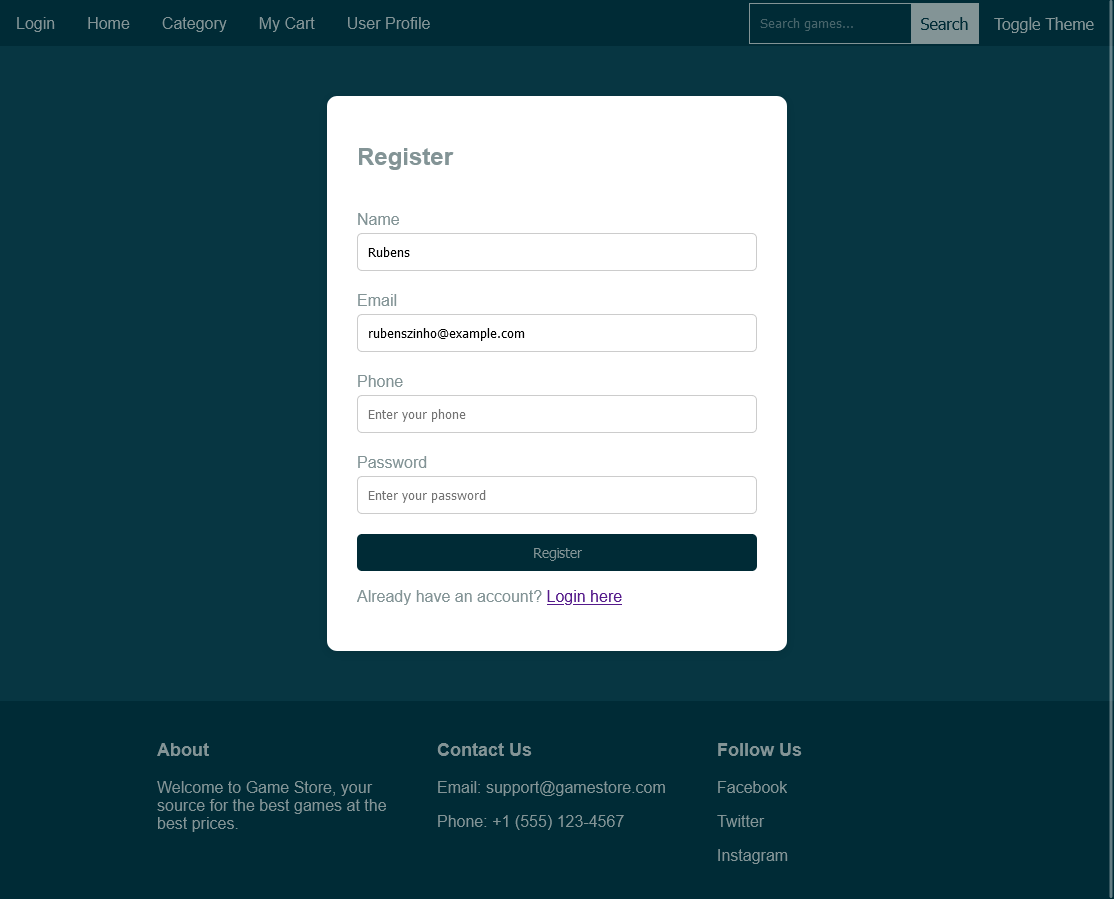 Login Home Category My Cart User Profile Search games... Search Toggle Theme
Register
Name
Rubens
Email
rubenszinho@example.com
Phone
Enter your phone
Password
Enter your password
Register
Already have an account? Login here
About
Welcome to Game Store, your
source for the best games at the
best prices.
Contact Us
Email: support@gamestore.com
Phone: +1 (555) 123-4567
Follow Us
Facebook
Twitter
Instagram